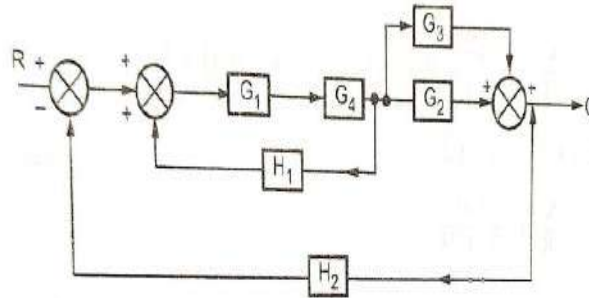 G₃
R + + + +
G₁ G₄ G₂ C
− +
H₁
H₂